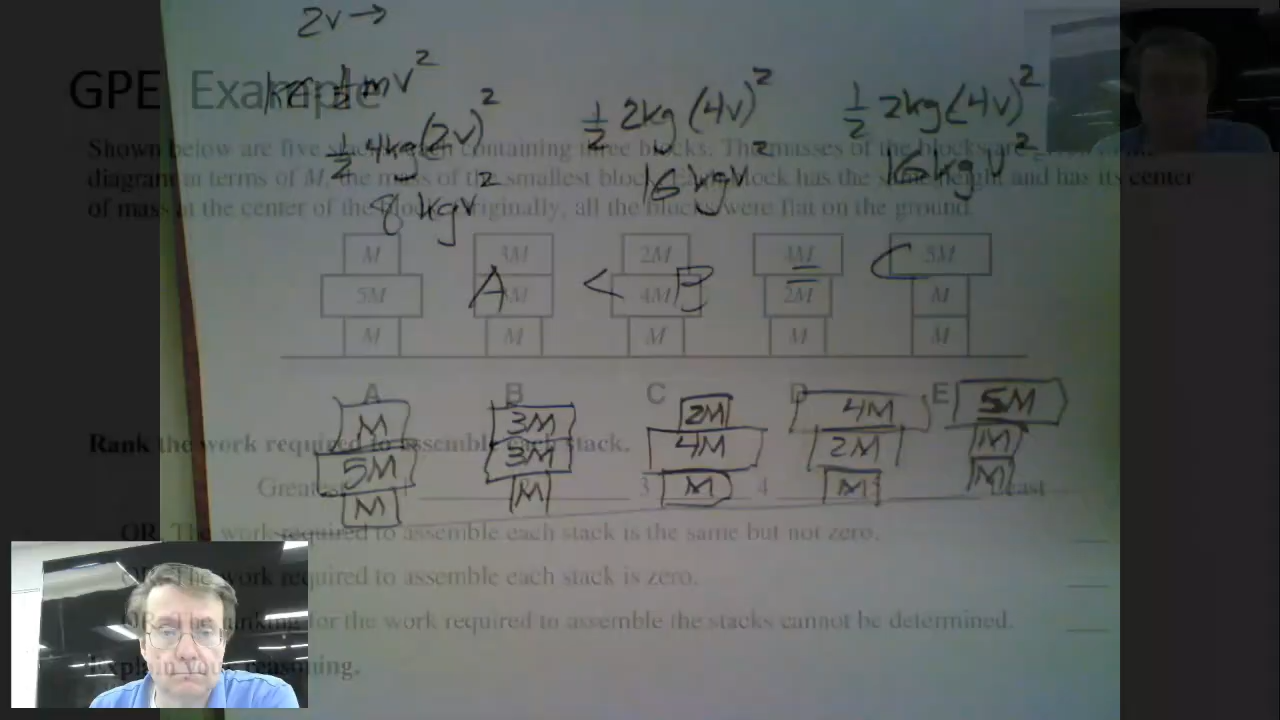 2v →
GPE Example
KE ½mv²
½ 4kg(2v)² ½ 2kg (4v)² ½ 2kg(4v)²
Shown below are five stacks, each containing three blocks. The masses of the blocks are given in the
diagram in terms of M, the mass of the smallest block. Each block has the same height and has its center
of mass at the center of the block. Originally, all the blocks were flat on the ground.
8 kgv² 16 kgv² 16 kgv²
M 3M 2M 4M 5M
5M 3M 4M 2M M
M M M M M
A < B = C
A B C D E
M 3M 2M 4M 5M
5M 3M 4M 2M M
M M M M M
Rank the work required to assemble each stack.
Greatest 3 4 Least
OR, The work required to assemble each stack is the same but not zero.
OR, The work required to assemble each stack is zero.
OR, The ranking for the work required to assemble the stacks cannot be determined.
Explain your reasoning.